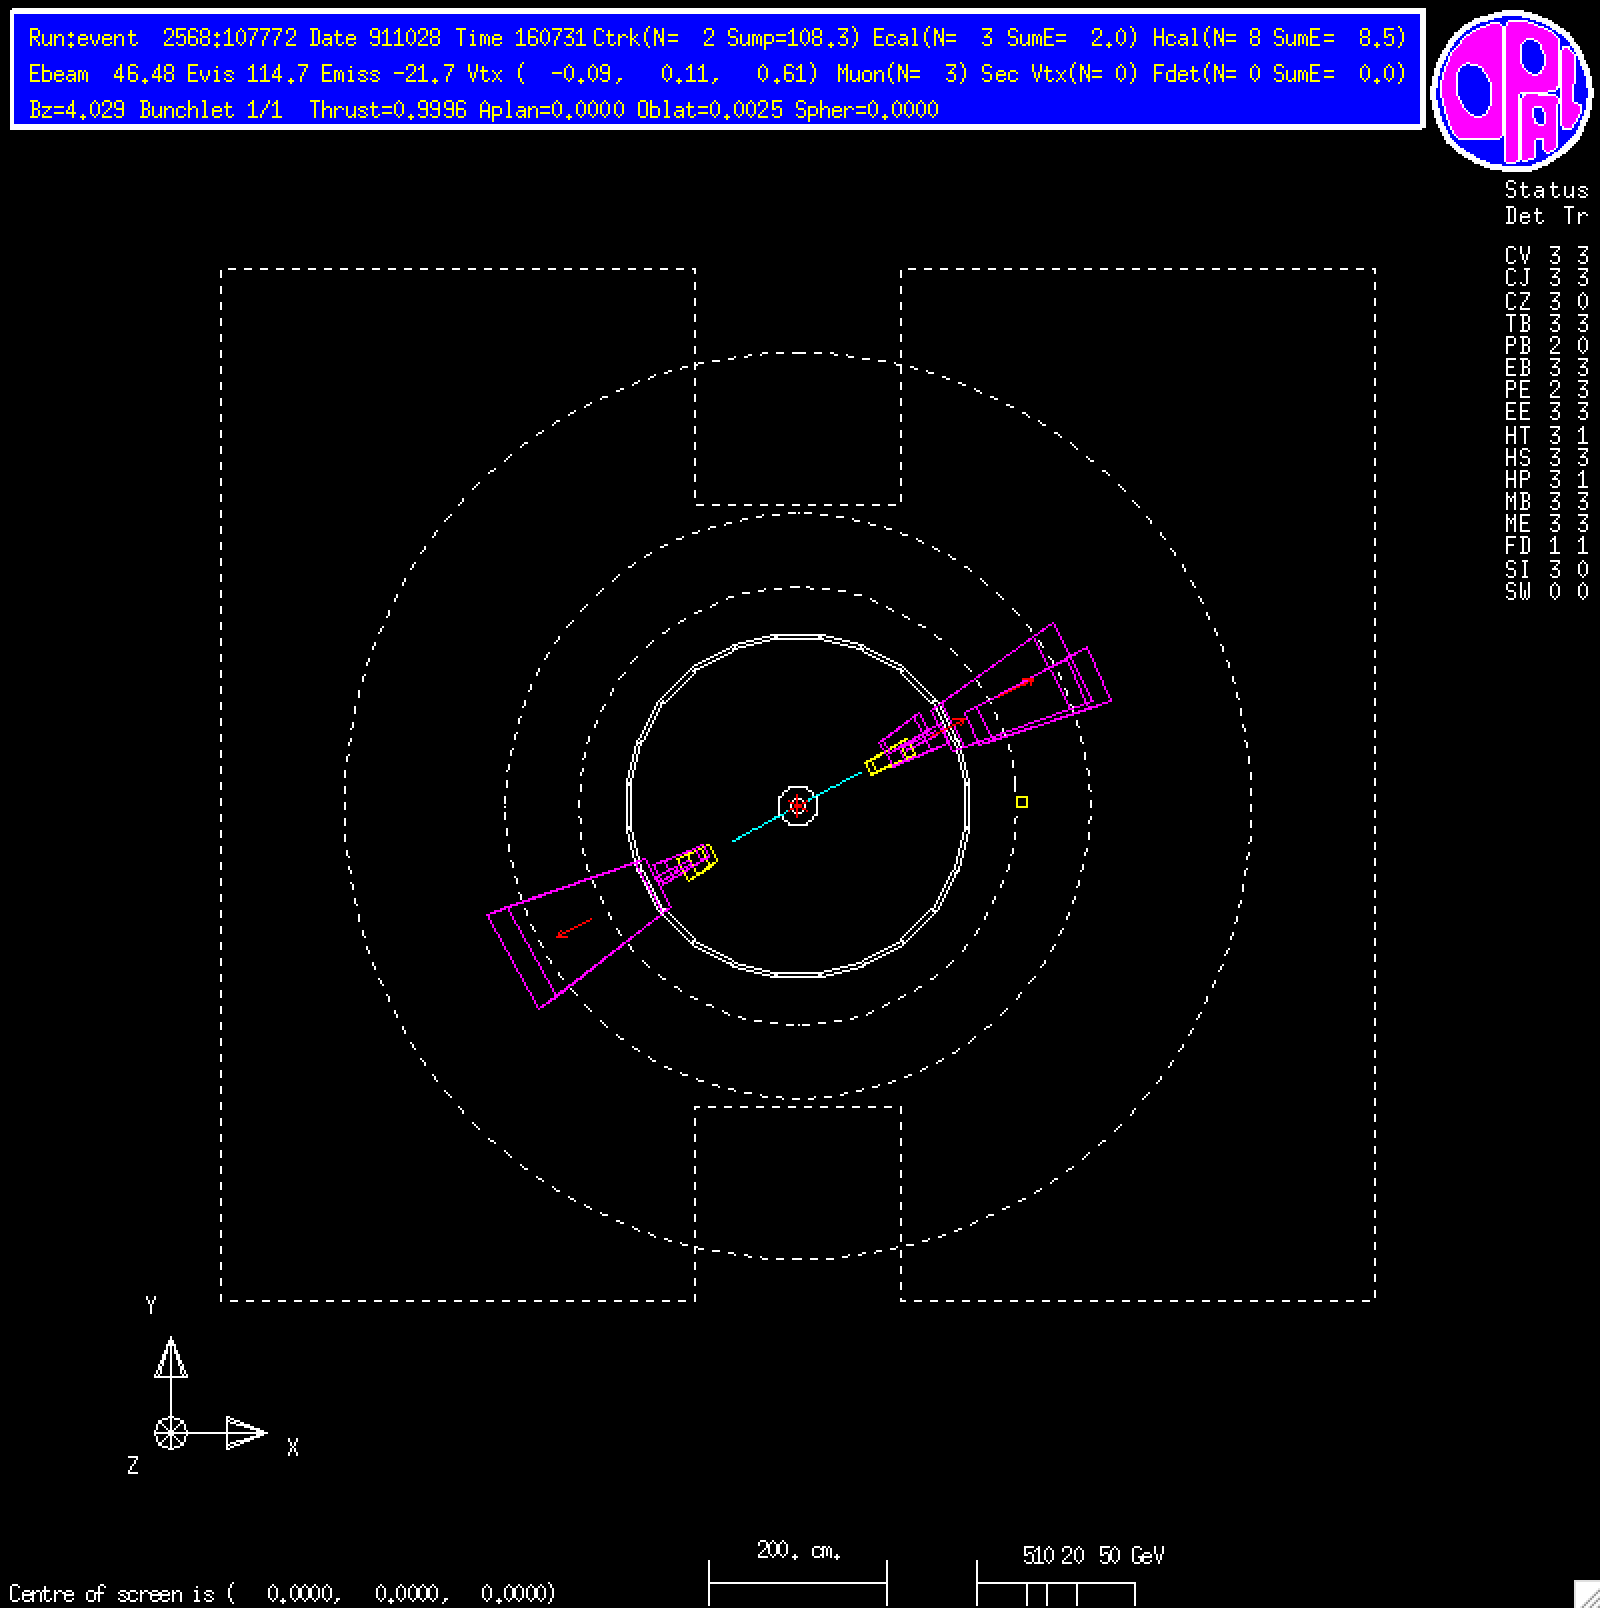 Run:event 2568:107772 Date 911028 Time 160731 Ctrk(N= 2 Sump=108.3) Ecal(N= 3 SumE= 2.0) Hcal(N= 8 SumE= 8.5)
Ebeam 46.48 Evis 114.7 Emiss -21.7 Vtx ( -0.09, 0.11, 0.61) Muon(N= 3) Sec Vtx(N= 0) Fdet(N= 0 SumE= 0.0)
Bz=4.029 Bunchlet 1/1 Thrust=0.9996 Aplan=0.0000 Oblat=0.0025 Spher=0.0000
OPAL
Status
Det Tr
CV 3 3
CJ 3 3
CZ 3 0
TB 3 3
PB 2 0
EB 3 3
PE 2 3
EE 3 3
HT 3 1
HS 3 3
HP 3 1
MB 3 3
ME 3 3
FD 1 1
SI 3 0
SW 0 0
Y
X
Z
200. cm.
5 10 20 50 GeV
Centre of screen is ( 0.0000, 0.0000, 0.0000)